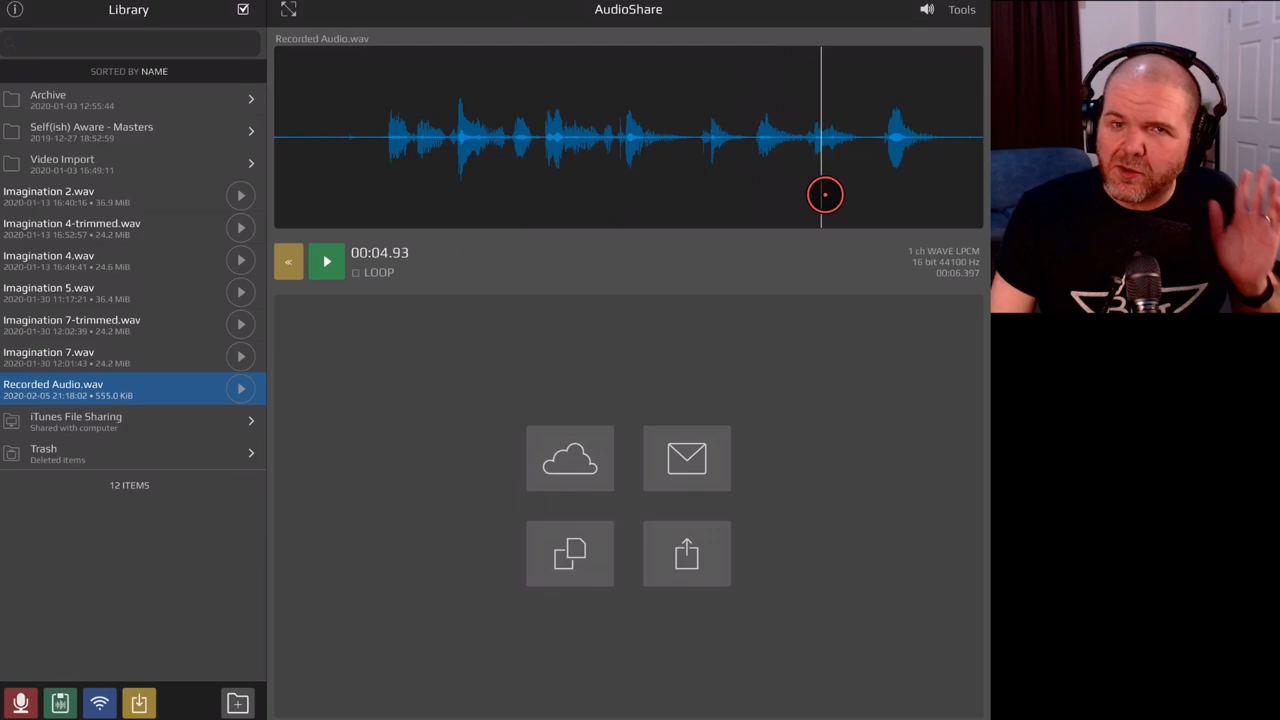 Library
AudioShare
Tools
SORTED BY NAME
Archive
2020-01-03 12:55:44
Self(ish) Aware - Masters
2019-12-27 18:52:59
Video Import
2020-01-03 16:49:11
Imagination 2.wav
2020-01-13 16:40:16 • 36.9 MiB
Imagination 4-trimmed.wav
2020-01-13 16:52:57 • 24.2 MiB
Imagination 4.wav
2020-01-13 16:49:41 • 24.6 MiB
Imagination 5.wav
2020-01-30 11:17:21 • 36.4 MiB
Imagination 7-trimmed.wav
2020-01-30 12:02:39 • 24.2 MiB
Imagination 7.wav
2020-01-30 12:01:43 • 24.2 MiB
Recorded Audio.wav
2020-02-05 21:18:02 • 555.0 KiB
iTunes File Sharing
Shared with computer
Trash
Deleted items
12 ITEMS
Recorded Audio.wav
«
00:04.93
LOOP
1 ch WAVE LPCM
16 bit 44100 Hz
00:06.397